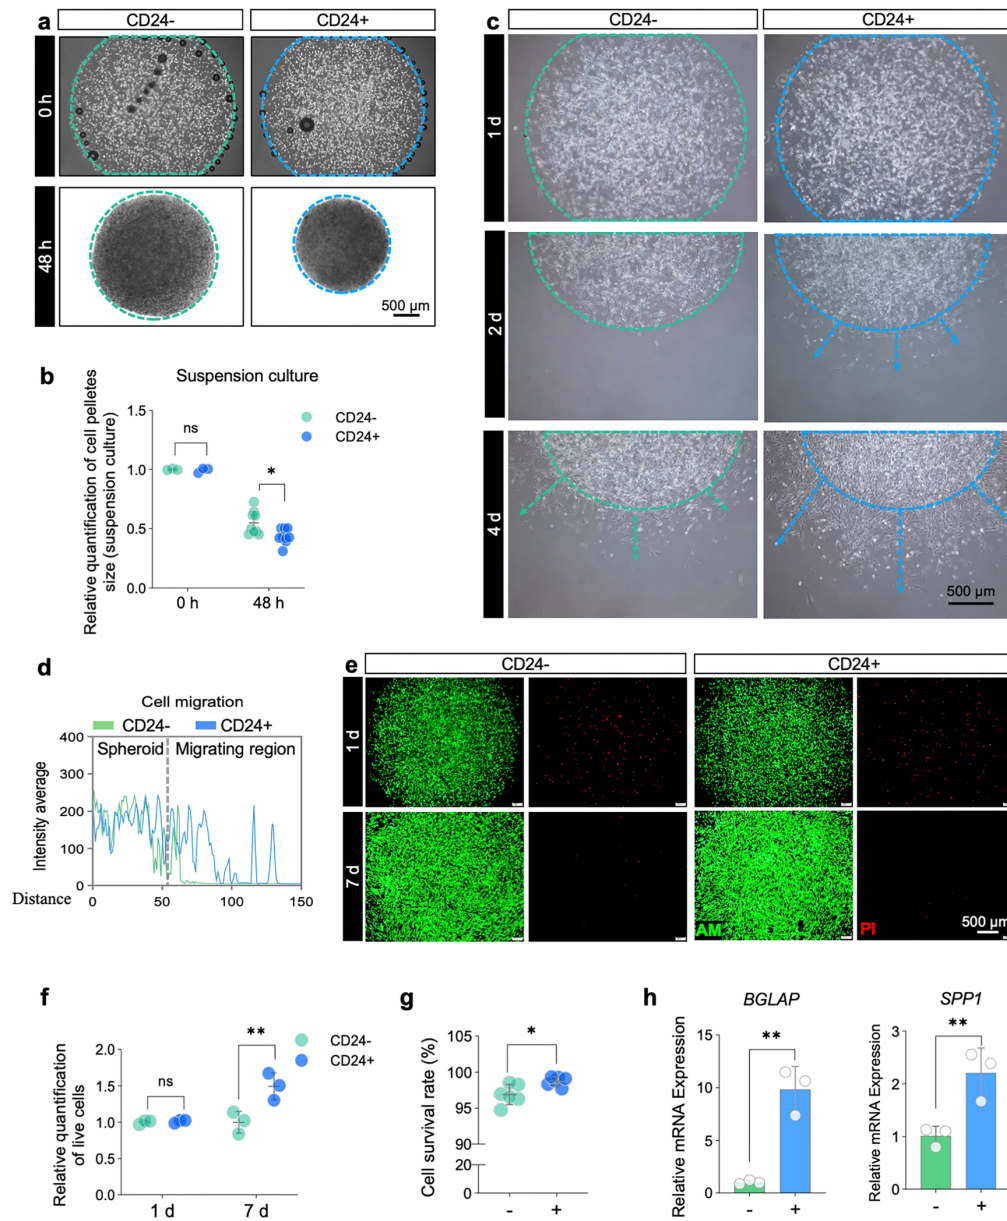 a
CD24-
CD24+
0 h
48 h
500 µm
b
Suspension culture
CD24-
CD24+
Relative quantification of cell pelletes
size (suspension culture)
1.5
1.0
0.5
0.0
ns
*
0 h
48 h
c
CD24-
CD24+
1 d
2 d
4 d
500 µm
d
Cell migration
CD24-
CD24+
Spheroid
Migrating region
Intensity average
400
300
200
100
0
Distance
0
50
100
150
e
CD24-
CD24+
1 d
7 d
AM
PI
500 µm
f
CD24-
CD24+
Relative quantification
of live cells
2.0
1.5
1.0
0.5
0.0
ns
**
1 d
7 d
g
Cell survival rate (%)
105
100
95
90
20
0
*
-
+
h
BGLAP
Relative mRNA Expression
15
10
5
0
**
-
+
SPP1
Relative mRNA Expression
3
2
1
0
**
-
+